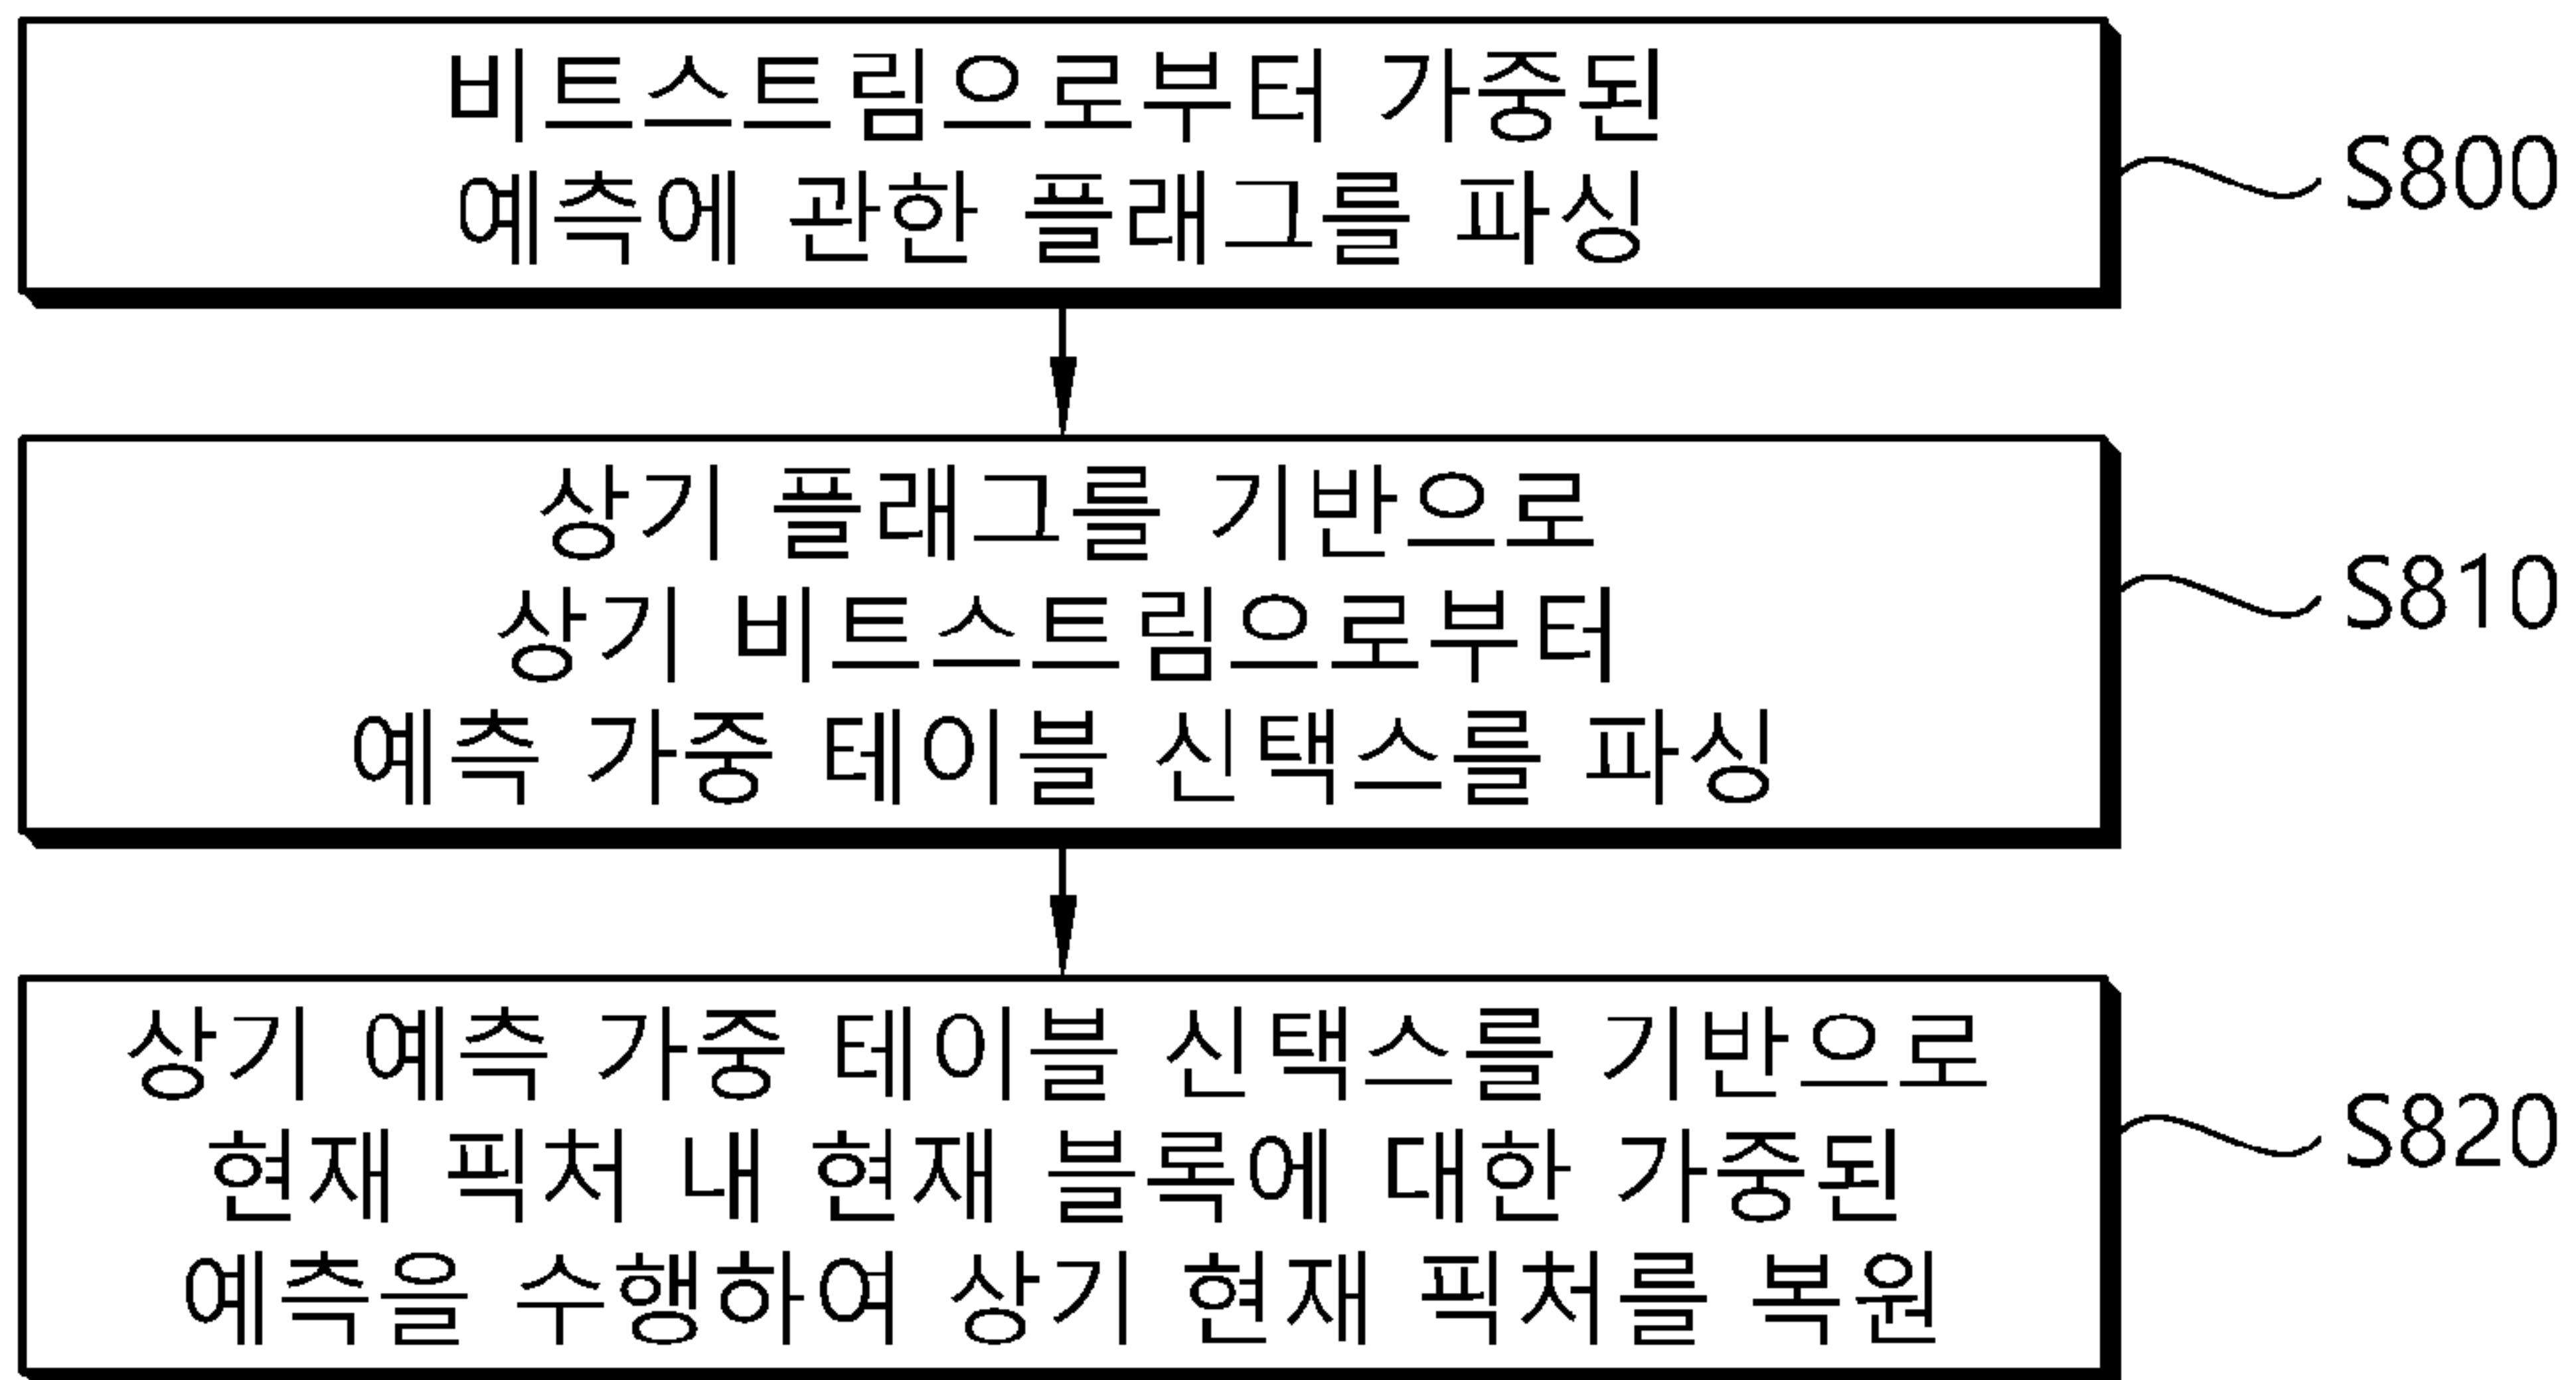 비트스트림으로부터 가중된
예측에 관한 플래그를 파싱
S800
상기 플래그를 기반으로
상기 비트스트림으로부터
예측 가중 테이블 신택스를 파싱
S810
상기 예측 가중 테이블 신택스를 기반으로
현재 픽처 내 현재 블록에 대한 가중된
예측을 수행하여 상기 현재 픽처를 복원
S820